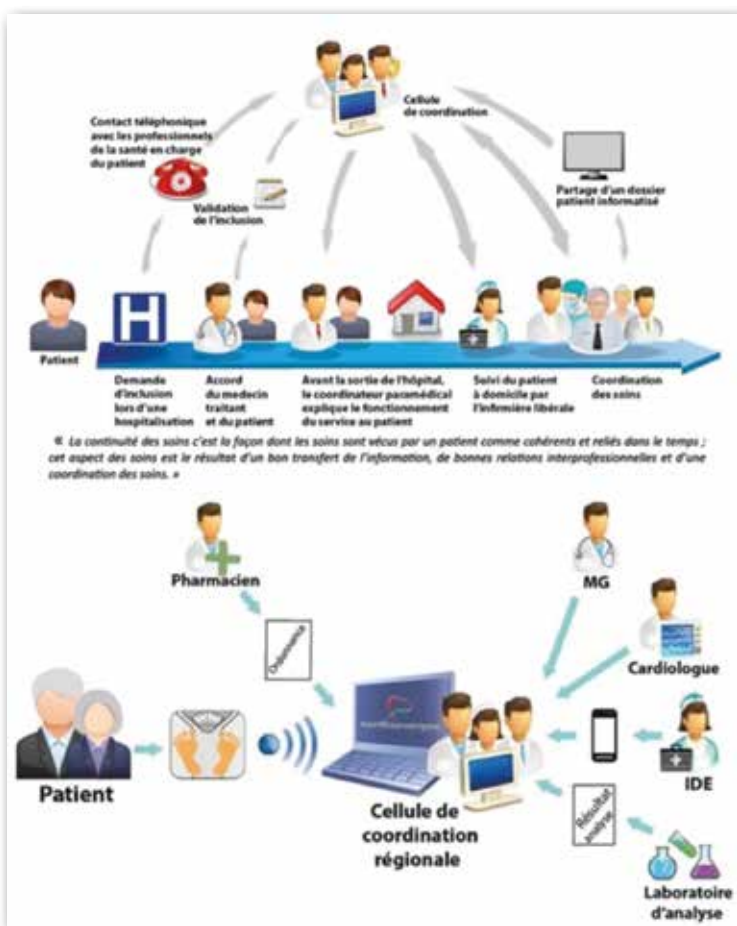 Cellule
de coordination
Contact téléphonique
avec les professionnels
de la santé en charge
du patient
Validation
de l'inclusion
Partage d'un dossier
patient informatisé
Patient
H
Demande
d'inclusion
lors d'une
hospitalisation
Accord
du medecin
traitant
et du patient
Avant la sortie de l'hôpital,
le coordinateur paramédical
explique le fonctionnement
du service au patient
Suivi du patient
à domicile par
l'infirmière libérale
Coordination
des soins
« La continuité des soins c'est la façon dont les soins sont vécus par un patient comme cohérents et reliés dans le temps ;
cet aspect des soins est le résultat d'un bon transfert de l'information, de bonnes relations interprofessionnelles et d'une
coordination des soins. »
Pharmacien
Ordonnance
MG
Cardiologue
Patient
Cellule de
coordination
régionale
IDE
Résultat
analyse
Laboratoire
d'analyse